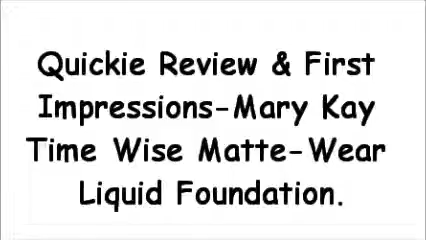 Quickie Review & First
Impressions-Mary Kay
Time Wise Matte-Wear
Liquid Foundation.